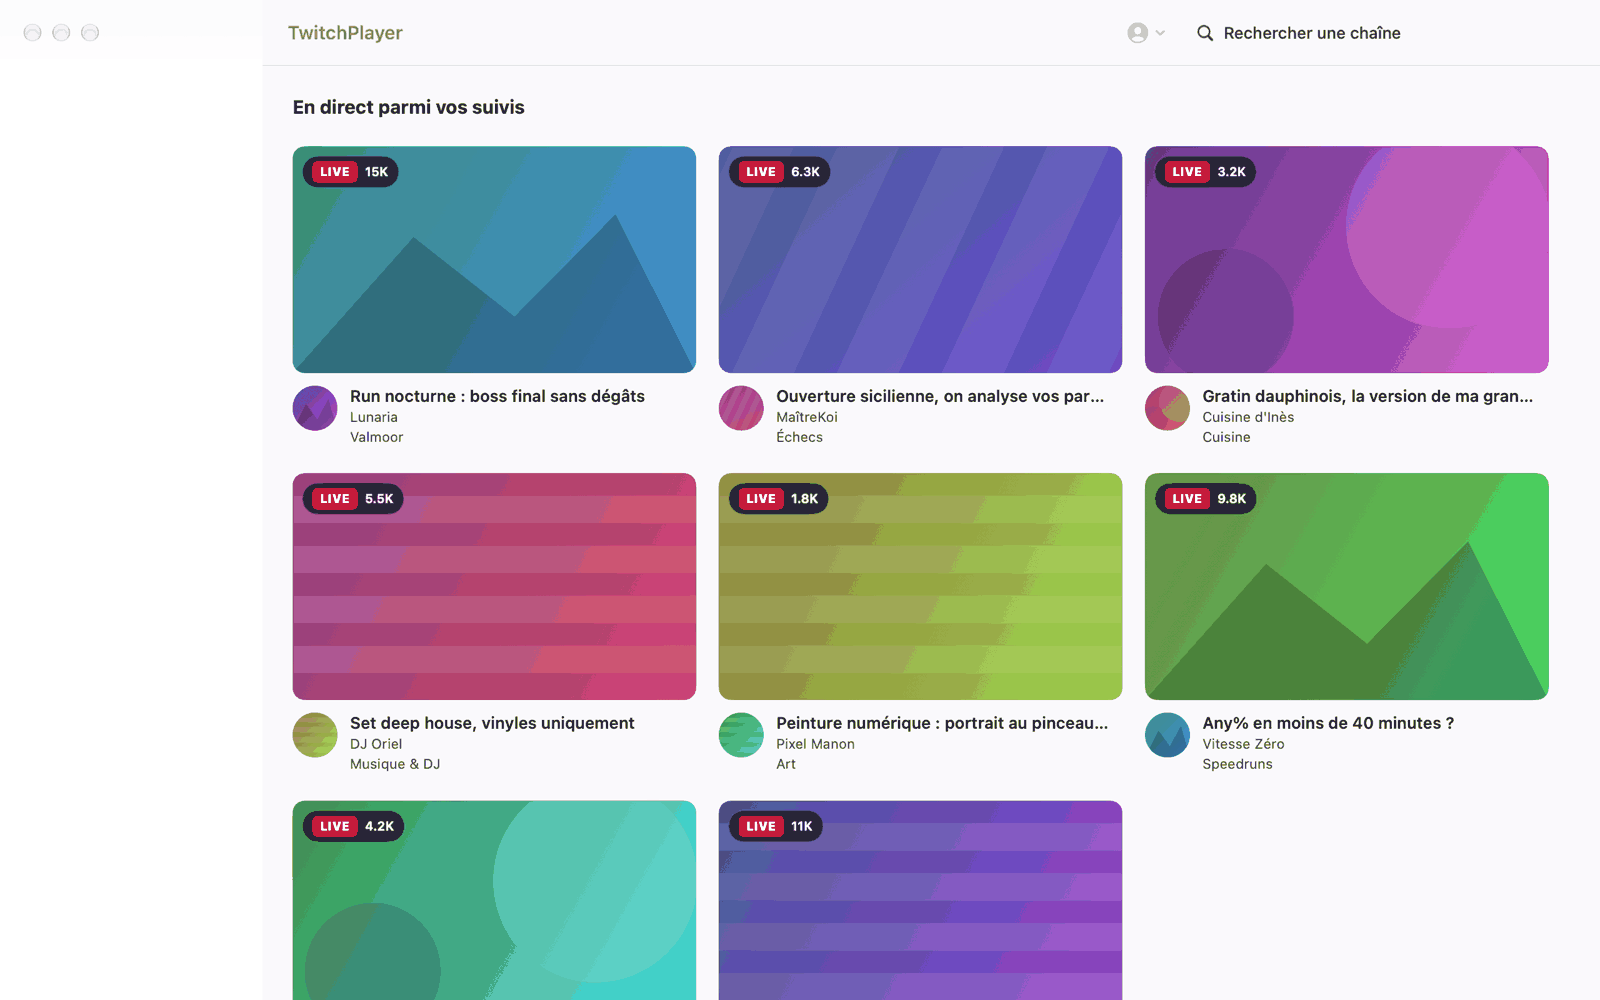 TwitchPlayer
Rechercher une chaîne
En direct parmi vos suivis
LIVE 15K
LIVE 6.3K
LIVE 3.2K
Run nocturne : boss final sans dégâts
Lunaria
Valmoor
Ouverture sicilienne, on analyse vos par...
MaîtreKoi
Échecs
Gratin dauphinois, la version de ma gran...
Cuisine d'Inès
Cuisine
LIVE 5.5K
LIVE 1.8K
LIVE 9.8K
Set deep house, vinyles uniquement
DJ Oriel
Musique & DJ
Peinture numérique : portrait au pinceau...
Pixel Manon
Art
Any% en moins de 40 minutes ?
Vitesse Zéro
Speedruns
LIVE 4.2K
LIVE 11K